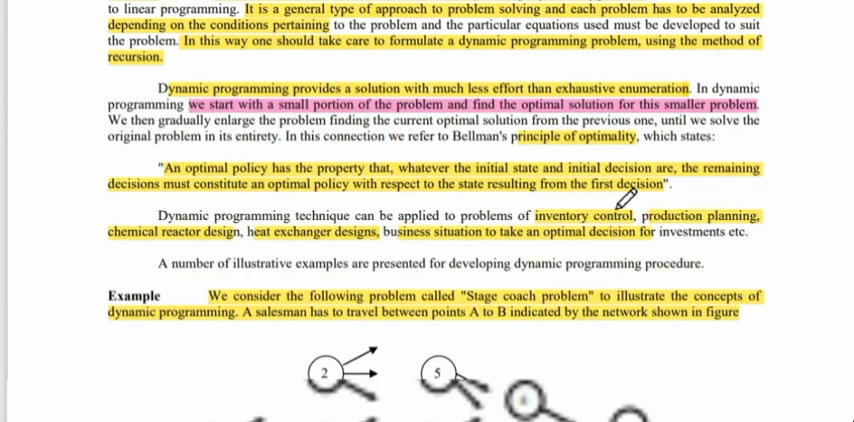 to linear programming. It is a general type of approach to problem solving and each problem has to be analyzed
depending on the conditions pertaining to the problem and the particular equations used must be developed to suit
the problem. In this way one should take care to formulate a dynamic programming problem, using the method of
recursion.
Dynamic programming provides a solution with much less effort than exhaustive enumeration. In dynamic
programming we start with a small portion of the problem and find the optimal solution for this smaller problem.
We then gradually enlarge the problem finding the current optimal solution from the previous one, until we solve the
original problem in its entirety. In this connection we refer to Bellman's principle of optimality, which states:
"An optimal policy has the property that, whatever the initial state and initial decision are, the remaining
decisions must constitute an optimal policy with respect to the state resulting from the first decision".
Dynamic programming technique can be applied to problems of inventory control, production planning,
chemical reactor design, heat exchanger designs, business situation to take an optimal decision for investments etc.
A number of illustrative examples are presented for developing dynamic programming procedure.
Example We consider the following problem called "Stage coach problem" to illustrate the concepts of
dynamic programming. A salesman has to travel between points A to B indicated by the network shown in figure
2 5